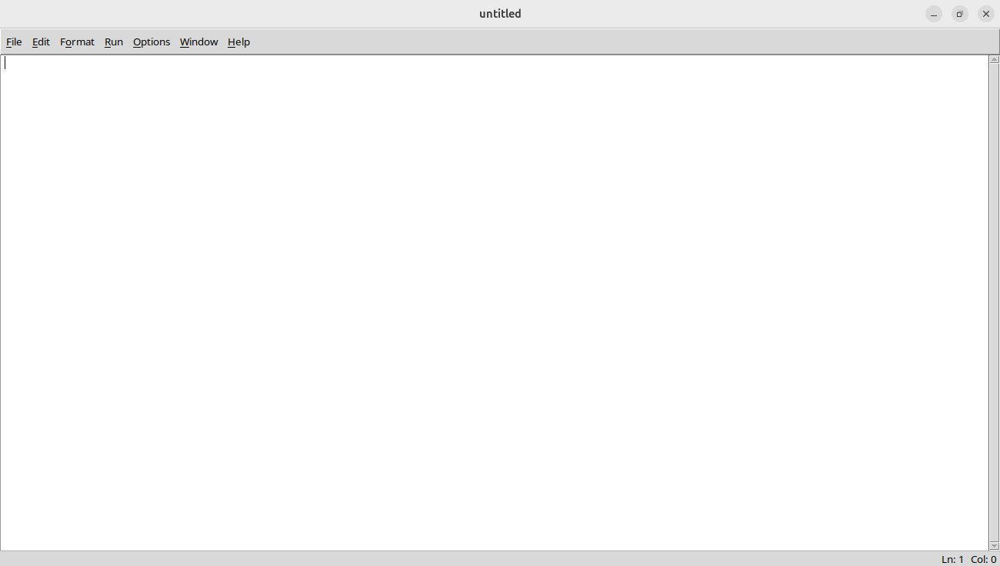 untitled
File Edit Format Run Options Window Help
Ln: 1 Col: 0